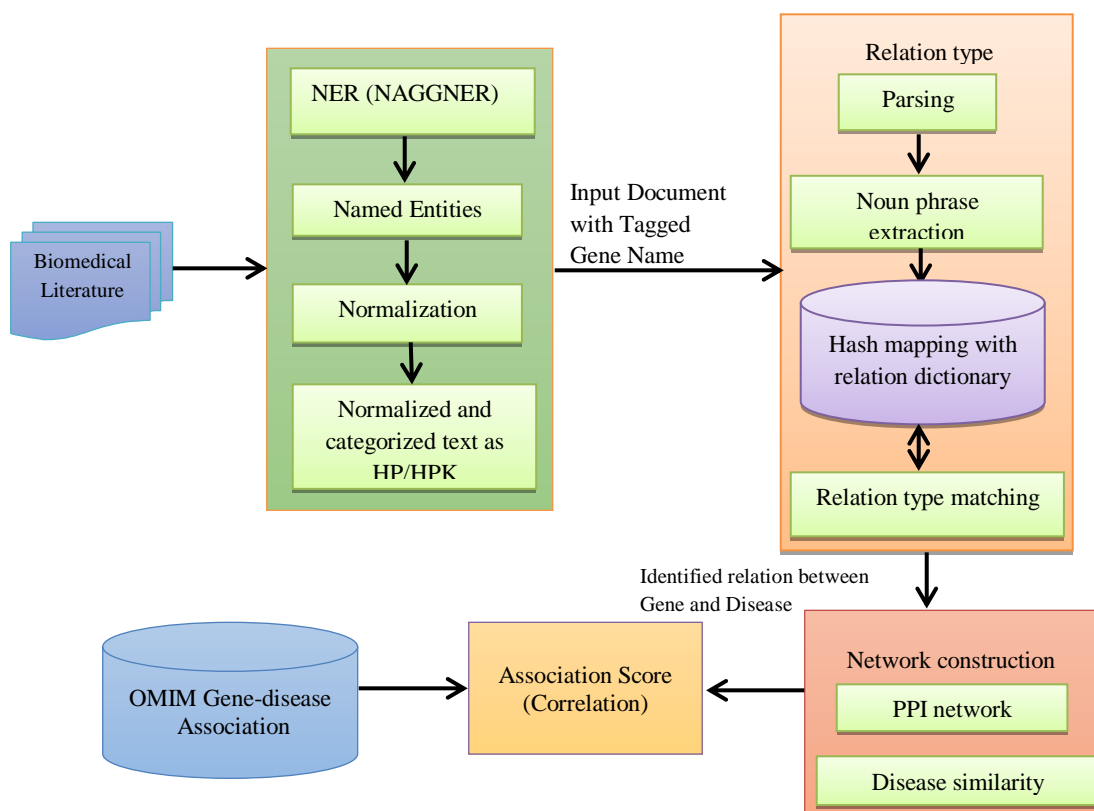 Biomedical
Literature
NER (NAGGNER)
Named Entities
Normalization
Normalized and
categorized text as
HP/HPK
Input Document
with Tagged
Gene Name
Relation type
Parsing
Noun phrase
extraction
Hash mapping with
relation dictionary
Relation type matching
Identified relation between
Gene and Disease
Network construction
PPI network
Disease similarity
Association Score
(Correlation)
OMIM Gene-disease
Association